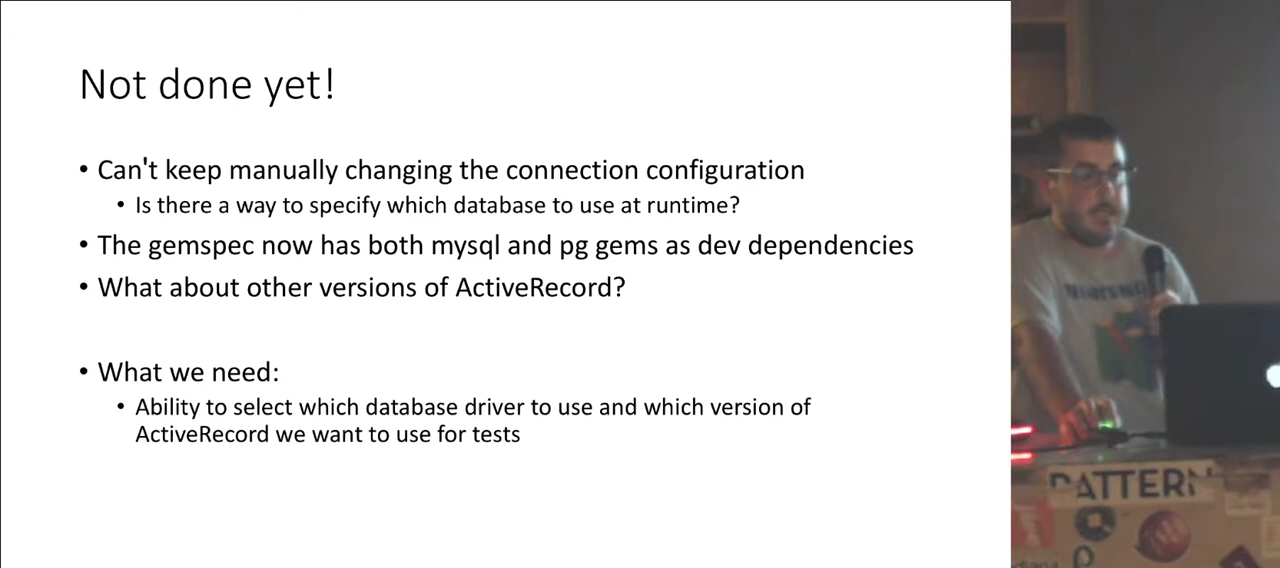 Not done yet!
• Can't keep manually changing the connection configuration
• Is there a way to specify which database to use at runtime?
• The gemspec now has both mysql and pg gems as dev dependencies
• What about other versions of ActiveRecord?
• What we need:
• Ability to select which database driver to use and which version of
ActiveRecord we want to use for tests
PATTERN